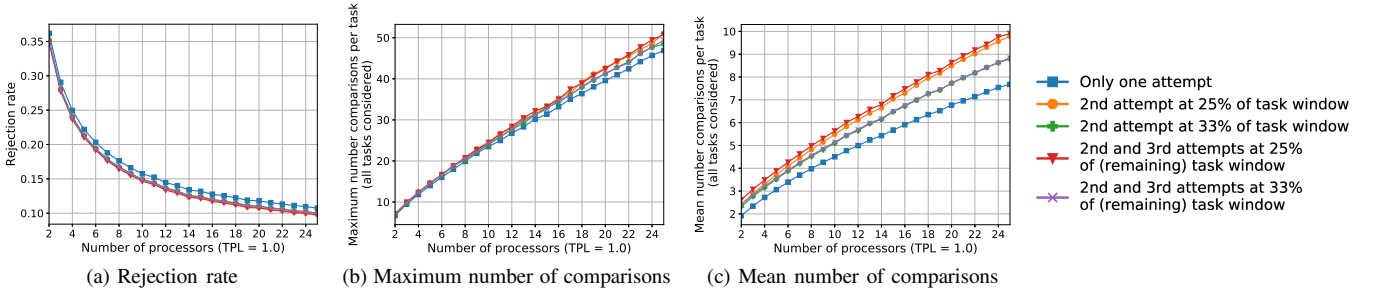 Rejection rate
0.35
0.30
0.25
0.20
0.15
0.10
2 4 6 8 10 12 14 16 18 20 22 24
Number of processors (TPL = 1.0)
(a) Rejection rate
Maximum number comparisons per task
(all tasks considered)
50
40
30
20
10
2 4 6 8 10 12 14 16 18 20 22 24
Number of processors (TPL = 1.0)
(b) Maximum number of comparisons
Mean number comparisons per task
(all tasks considered)
10
9
8
7
6
5
4
3
2
2 4 6 8 10 12 14 16 18 20 22 24
Number of processors (TPL = 1.0)
(c) Mean number of comparisons
Only one attempt
2nd attempt at 25% of task window
2nd attempt at 33% of task window
2nd and 3rd attempts at 25%
of (remaining) task window
2nd and 3rd attempts at 33%
of (remaining) task window